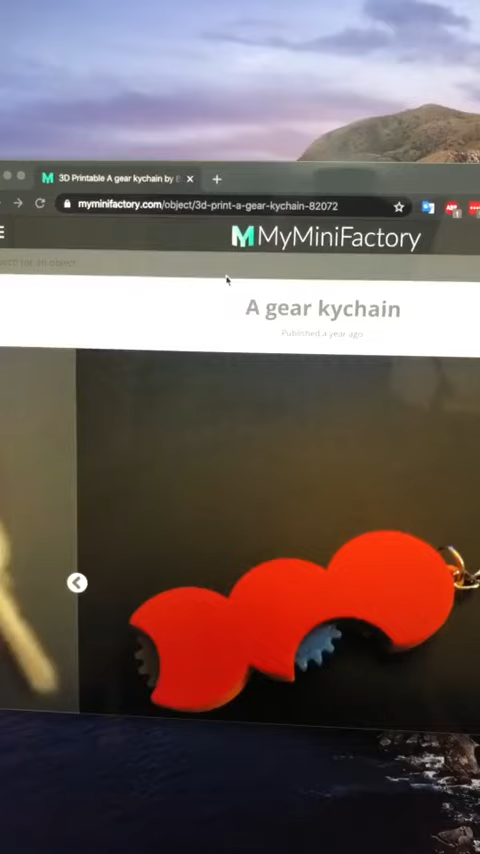 3D Printable A gear kychain by
myminifactory.com/object/3d-print-a-gear-kychain-82072
MyMiniFactory
A gear kychain
Published a year ago